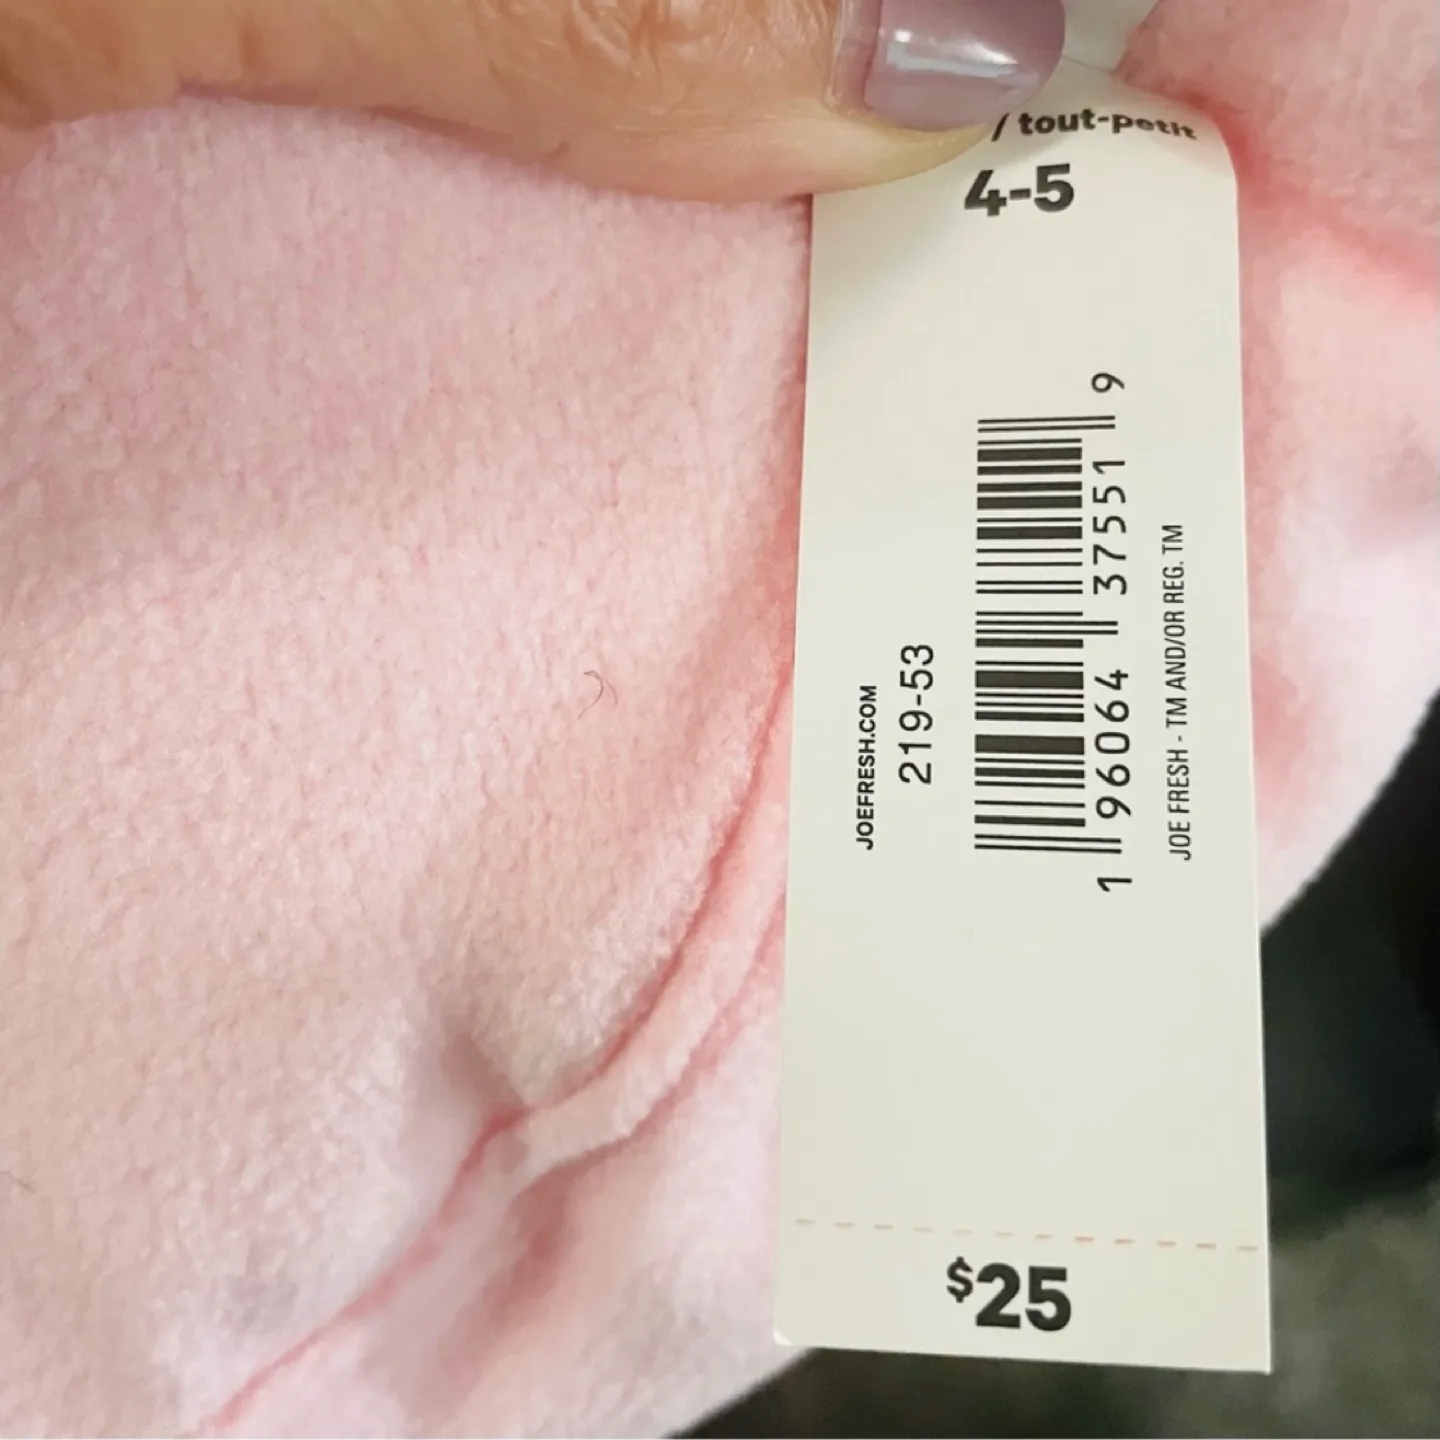 / tout-petit
4-5
JOEFRESH.COM
219-53
1 96064 37551 9
JOE FRESH - TM AND/OR REG. TM
$25